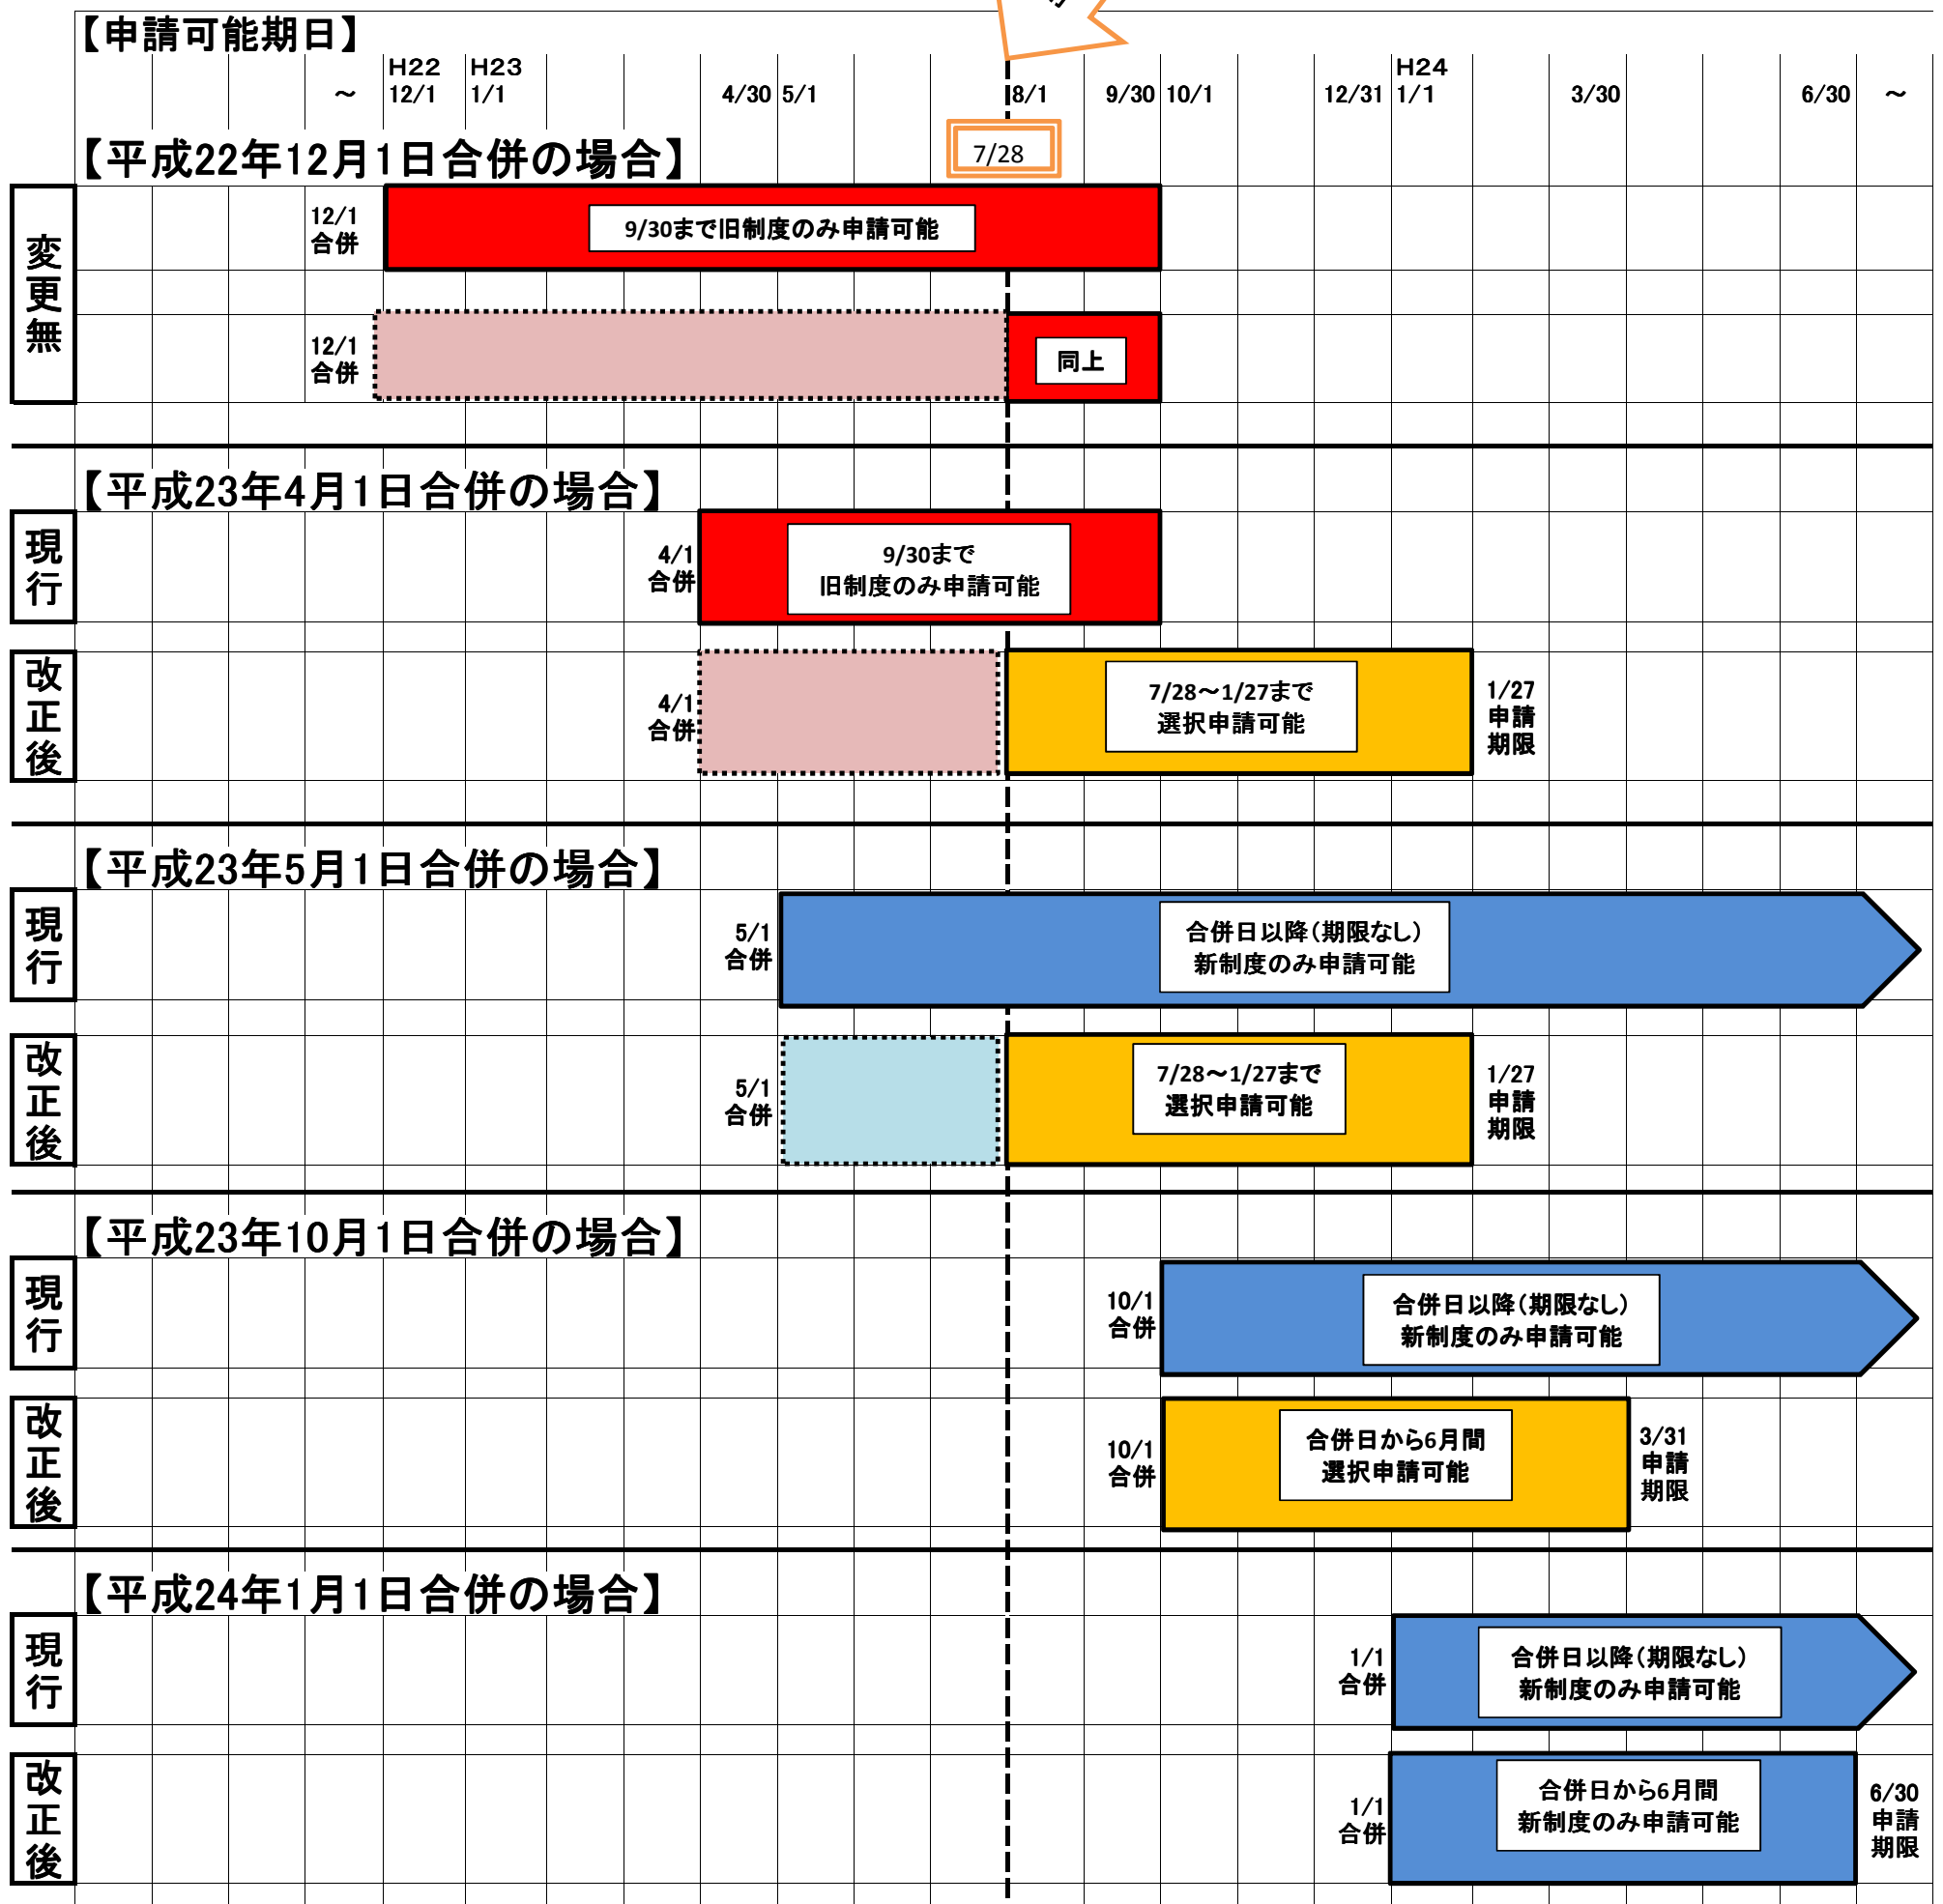 【申請可能期日】
H22 H23 H24
～ 12/1 1/1 4/30 5/1 8/1 9/30 10/1 12/31 1/1 3/30 6/30 ～
【平成22年12月1日合併の場合】
7/28
変更無
12/1
合併
9/30まで旧制度のみ申請可能
12/1
合併
同上
【平成23年4月1日合併の場合】
現行
4/1
合併
9/30まで
旧制度のみ申請可能
改正後
4/1
合併
7/28～1/27まで
選択申請可能
1/27
申請
期限
【平成23年5月1日合併の場合】
現行
5/1
合併
合併日以降（期限なし）
新制度のみ申請可能
改正後
5/1
合併
7/28～1/27まで
選択申請可能
1/27
申請
期限
【平成23年10月1日合併の場合】
現行
10/1
合併
合併日以降（期限なし）
新制度のみ申請可能
改正後
10/1
合併
合併日から6月間
選択申請可能
3/31
申請
期限
【平成24年1月1日合併の場合】
現行
1/1
合併
合併日以降（期限なし）
新制度のみ申請可能
改正後
1/1
合併
合併日から6月間
新制度のみ申請可能
6/30
申請
期限